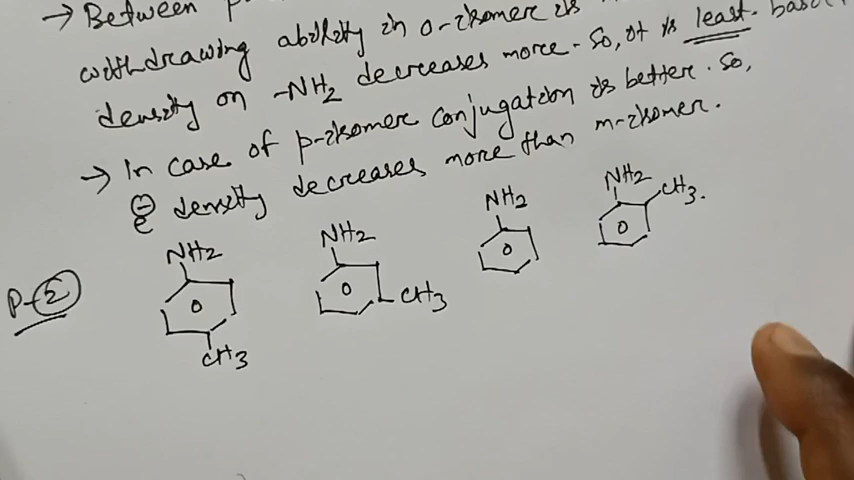 → Between p
withdrawing ability in o-isomer is
density on -NH2 decreases more. So, it is least basic
→ In case of p-isomer conjugation is better. So,
e⊖ density decreases more than m-isomer.
P-2
NH2
CH3
NH2
CH3
NH2
NH2
CH3.